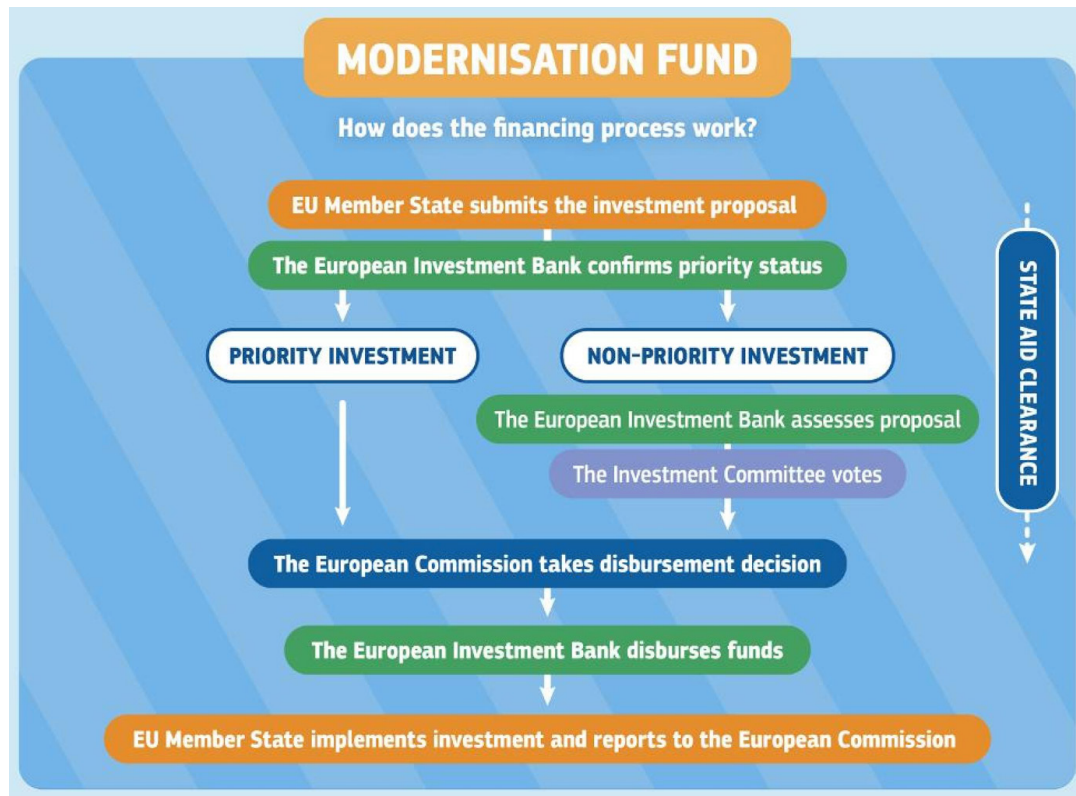 MODERNISATION FUND
How does the financing process work?
EU Member State submits the investment proposal
The European Investment Bank confirms priority status
PRIORITY INVESTMENT
NON-PRIORITY INVESTMENT
The European Investment Bank assesses proposal
The Investment Committee votes
The European Commission takes disbursement decision
The European Investment Bank disburses funds
EU Member State implements investment and reports to the European Commission
STATE AID CLEARANCE